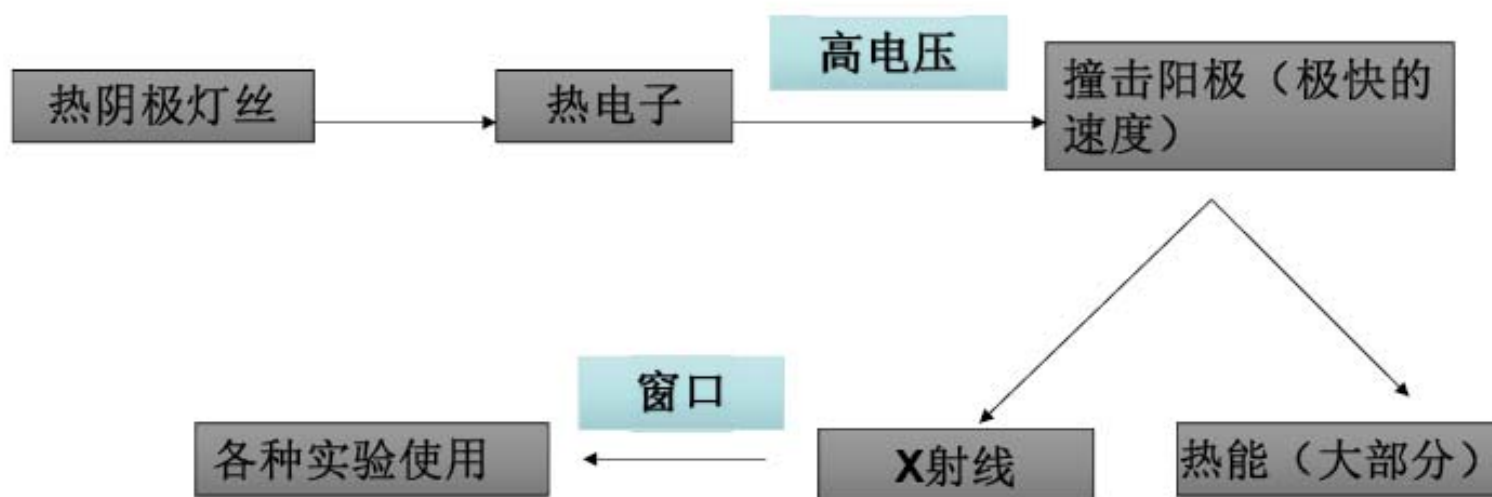 高电压
热阴极灯丝
热电子
撞击阳极（极快的
速度）
窗口
各种实验使用
X射线
热能（大部分）